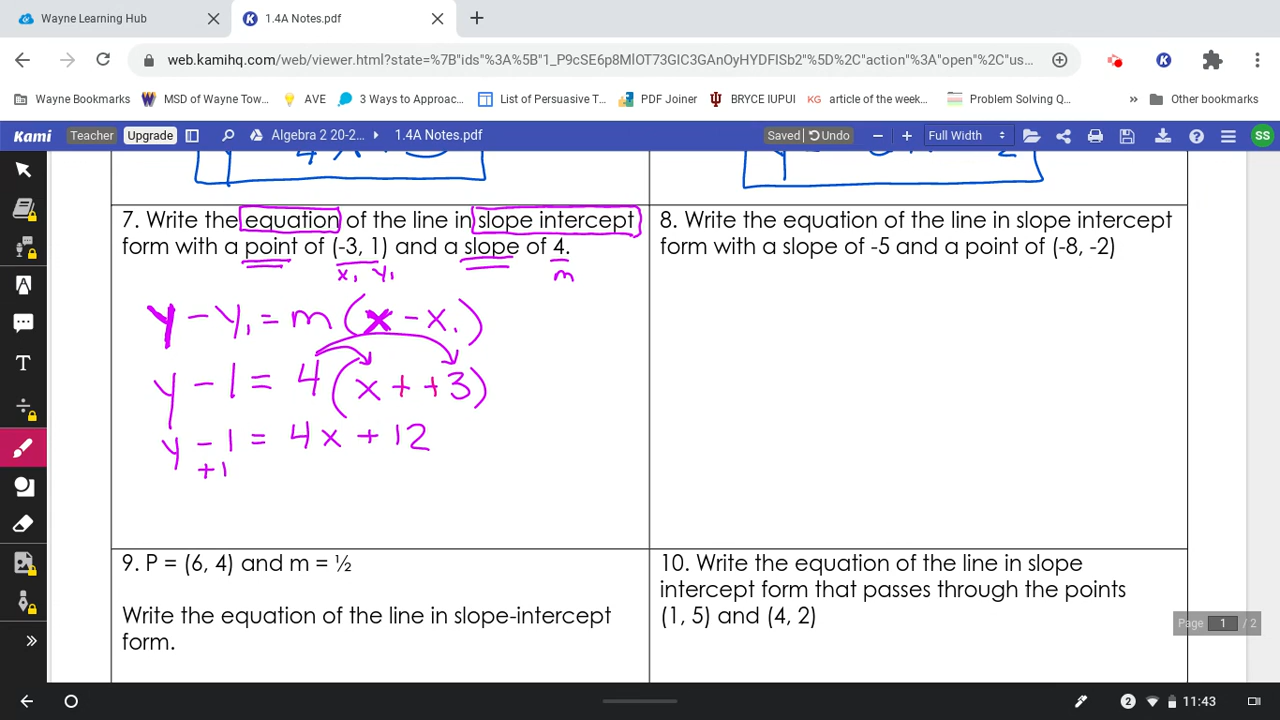 Wayne Learning Hub
1.4A Notes.pdf
web.kamihq.com/web/viewer.html?state=%7B"ids"%3A%5B"1_P9cSE6p8MlOT73GlC3GAnOyHYDFISb2"%5D%2C"action"%3A"open"%2C"us...
Wayne Bookmarks
MSD of Wayne Tow...
AVE
3 Ways to Approac...
List of Persuasive T...
PDF Joiner
BRYCE IUPUI
KG article of the week...
Problem Solving Q...
»
Other bookmarks
Kami
Teacher
Upgrade
Algebra 2 20-2...
1.4A Notes.pdf
Saved
Undo
Full Width
SS
7. Write the equation of the line in slope intercept
form with a point of (-3, 1) and a slope of 4.
x₁ y₁ m
y - y₁ = m(x - x₁)
y - 1 = 4(x + +3)
y - 1 = 4x + 12
+1
8. Write the equation of the line in slope intercept
form with a slope of -5 and a point of (-8, -2)
9. P = (6, 4) and m = ½
Write the equation of the line in slope-intercept
form.
10. Write the equation of the line in slope
intercept form that passes through the points
(1, 5) and (4, 2)
Page 1 / 2
2
11:43